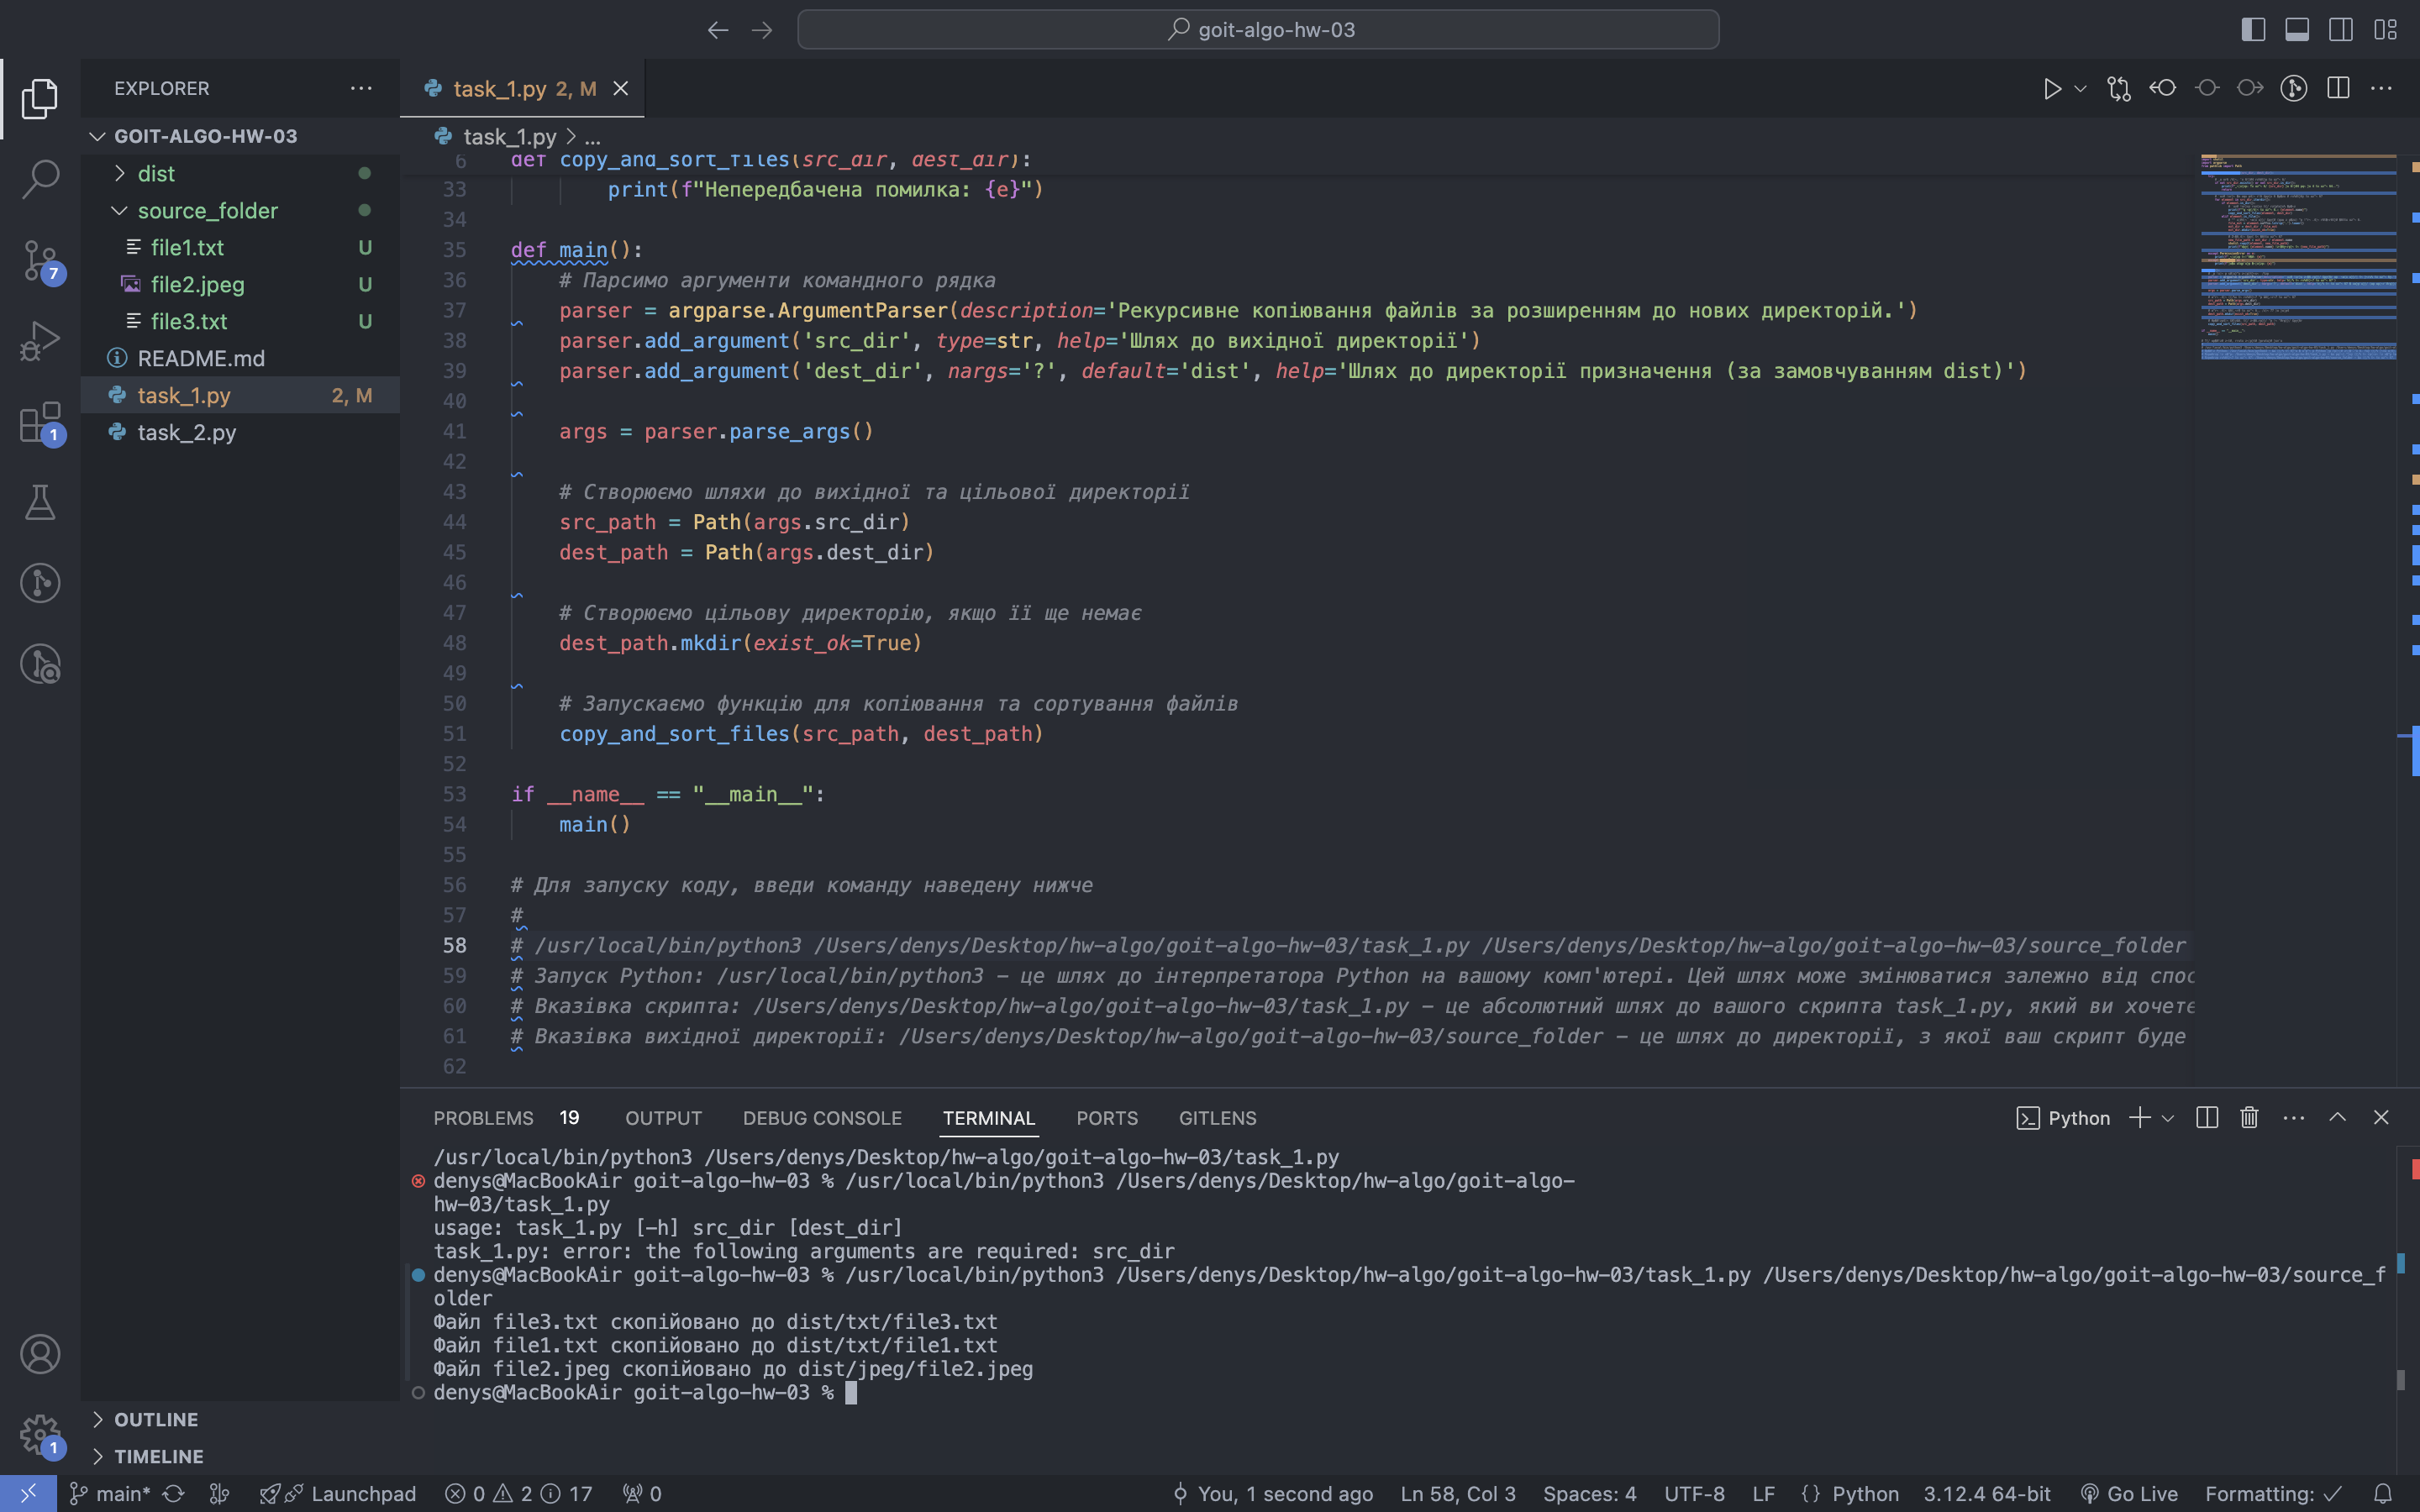 goit-algo-hw-03
EXPLORER
GOIT-ALGO-HW-03
dist
source_folder
file1.txt U
file2.jpeg U
file3.txt U
README.md
task_1.py 2, M
task_2.py
7
1
OUTLINE
TIMELINE
1
task_1.py 2, M
task_1.py > ...
6 def copy_and_sort_files(src_dir, dest_dir):
33 print(f"Непередбачена помилка: {e}")
34
35 def main():
36 # Парсимо аргументи командного рядка
37 parser = argparse.ArgumentParser(description='Рекурсивне копіювання файлів за розширенням до нових директорій.')
38 parser.add_argument('src_dir', type=str, help='Шлях до вихідної директорії')
39 parser.add_argument('dest_dir', nargs='?', default='dist', help='Шлях до директорії призначення (за замовчуванням dist)')
40
41 args = parser.parse_args()
42
43 # Створюємо шляхи до вихідної та цільової директорії
44 src_path = Path(args.src_dir)
45 dest_path = Path(args.dest_dir)
46
47 # Створюємо цільову директорію, якщо її ще немає
48 dest_path.mkdir(exist_ok=True)
49
50 # Запускаємо функцію для копіювання та сортування файлів
51 copy_and_sort_files(src_path, dest_path)
52
53 if __name__ == "__main__":
54 main()
55
56 # Для запуску коду, введи команду наведену нижче
57 #
58 # /usr/local/bin/python3 /Users/denys/Desktop/hw-algo/goit-algo-hw-03/task_1.py /Users/denys/Desktop/hw-algo/goit-algo-hw-03/source_folder
59 # Запуск Python: /usr/local/bin/python3 – це шлях до інтерпретатора Python на вашому комп'ютері. Цей шлях може змінюватися залежно від спос
60 # Вказівка скрипта: /Users/denys/Desktop/hw-algo/goit-algo-hw-03/task_1.py – це абсолютний шлях до вашого скрипта task_1.py, який ви хочете
61 # Вказівка вихідної директорії: /Users/denys/Desktop/hw-algo/goit-algo-hw-03/source_folder – це шлях до директорії, з якої ваш скрипт буде
62
PROBLEMS 19 OUTPUT DEBUG CONSOLE TERMINAL PORTS GITLENS Python
/usr/local/bin/python3 /Users/denys/Desktop/hw-algo/goit-algo-hw-03/task_1.py
denys@MacBookAir goit-algo-hw-03 % /usr/local/bin/python3 /Users/denys/Desktop/hw-algo/goit-algo-
hw-03/task_1.py
usage: task_1.py [-h] src_dir [dest_dir]
task_1.py: error: the following arguments are required: src_dir
denys@MacBookAir goit-algo-hw-03 % /usr/local/bin/python3 /Users/denys/Desktop/hw-algo/goit-algo-hw-03/task_1.py /Users/denys/Desktop/hw-algo/goit-algo-hw-03/source_f
older
Файл file3.txt скопійовано до dist/txt/file3.txt
Файл file1.txt скопійовано до dist/txt/file1.txt
Файл file2.jpeg скопійовано до dist/jpeg/file2.jpeg
denys@MacBookAir goit-algo-hw-03 %
main* Launchpad 0 2 17 0 You, 1 second ago Ln 58, Col 3 Spaces: 4 UTF-8 LF {} Python 3.12.4 64-bit Go Live Formatting: ✓